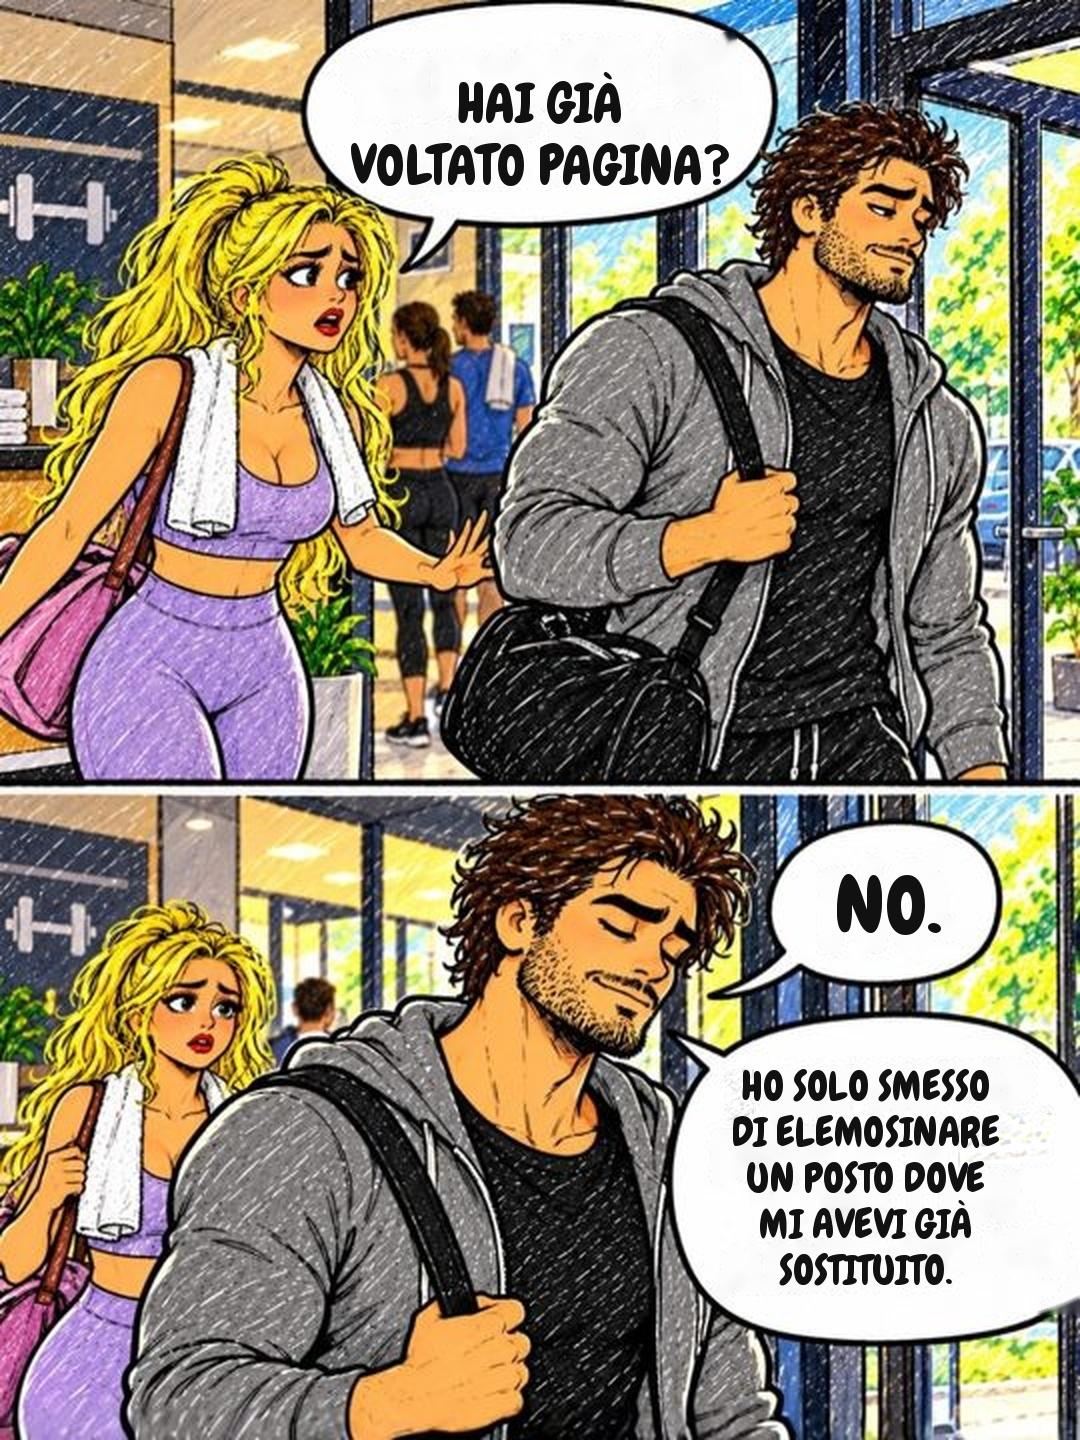 HAI GIÀ
VOLTATO PAGINA?
NO.
HO SOLO SMESSO
DI ELEMOSINARE
UN POSTO DOVE
MI AVEVI GIÀ
SOSTITUITO.